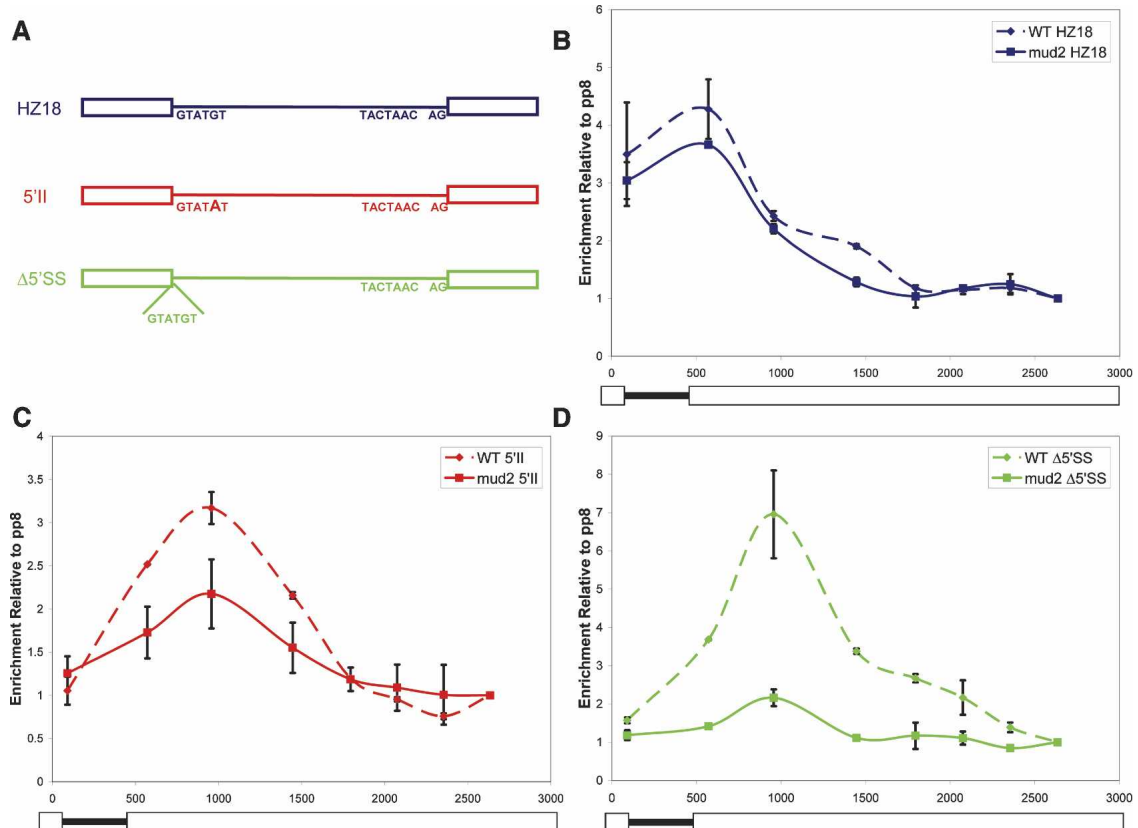 A
HZ18
GTATGT TACTAAC AG
5'II
GTATAT TACTAAC AG
Δ5'SS
TACTAAC AG
GTATGT
B
WT HZ18
mud2 HZ18
Enrichment Relative to pp8
6
5
4
3
2
1
0
0 500 1000 1500 2000 2500 3000
C
WT 5'II
mud2 5'II
Enrichment Relative to pp8
4
3.5
3
2.5
2
1.5
1
0.5
0
0 500 1000 1500 2000 2500 3000
D
WT Δ5'SS
mud2 Δ5'SS
Enrichment Relative to pp8
9
8
7
6
5
4
3
2
1
0
0 500 1000 1500 2000 2500 3000